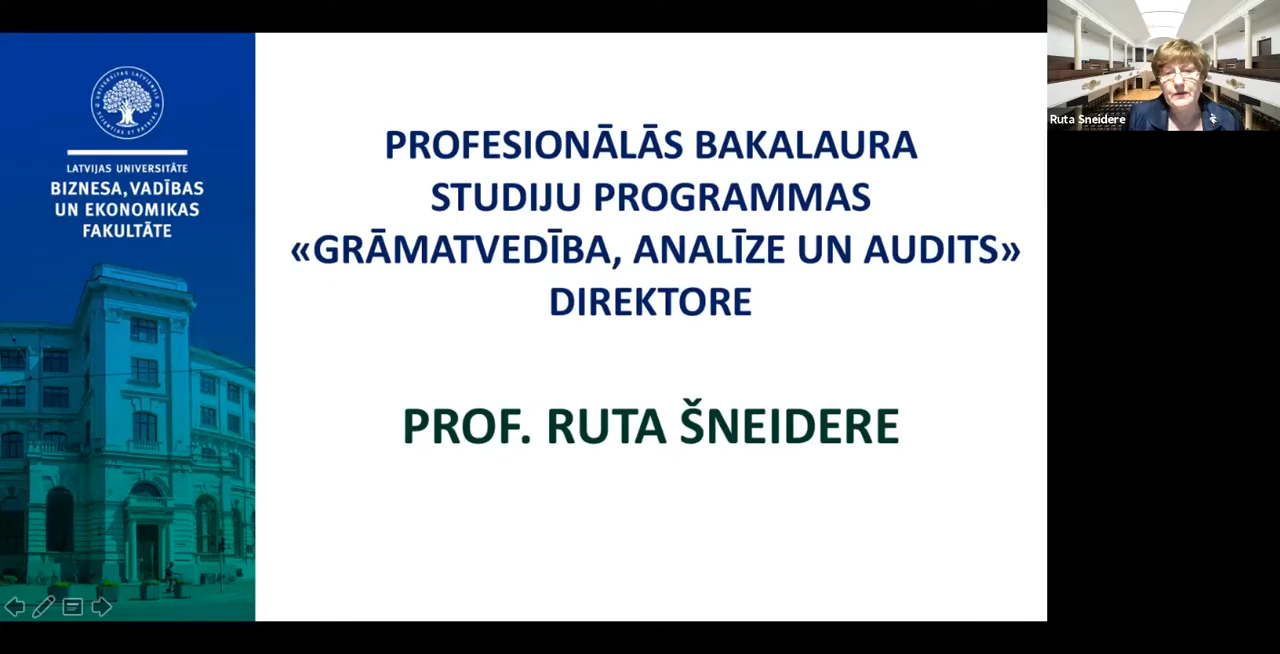 LATVIJAS UNIVERSITĀTE
BIZNESA, VADĪBAS
UN EKONOMIKAS
FAKULTĀTE
PROFESIONĀLĀS BAKALAURA
STUDIJU PROGRAMMAS
«GRĀMATVEDĪBA, ANALĪZE UN AUDITS»
DIREKTORE
PROF. RUTA ŠNEIDERE
Ruta Sneidere